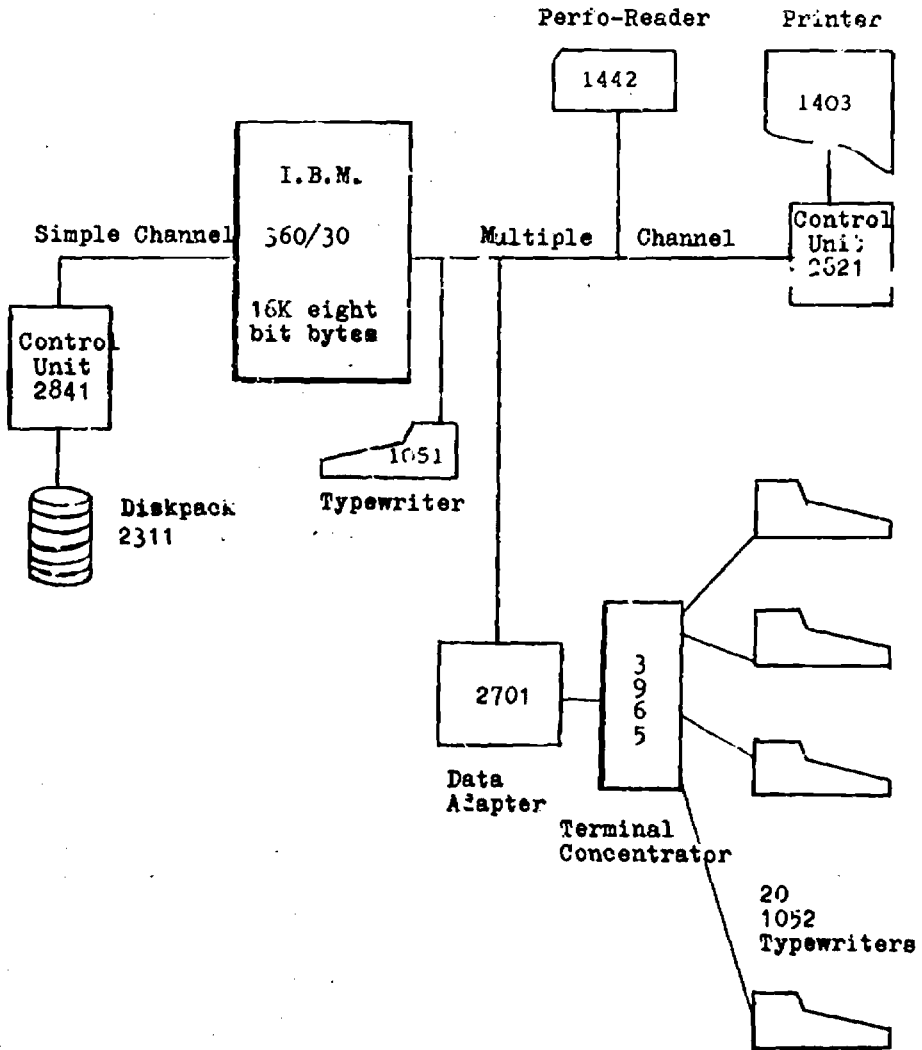 Perfo-Reader
Printer
1442
1403
I.B.M.
360/30
16K eight
bit bytes
Simple Channel
Multiple Channel
Control
Unit
2821
Control
Unit
2841
1051
Typewriter
Diskpack
2311
2701
Data
Adapter
3
9
6
5
Terminal
Concentrator
20
1052
Typewriters